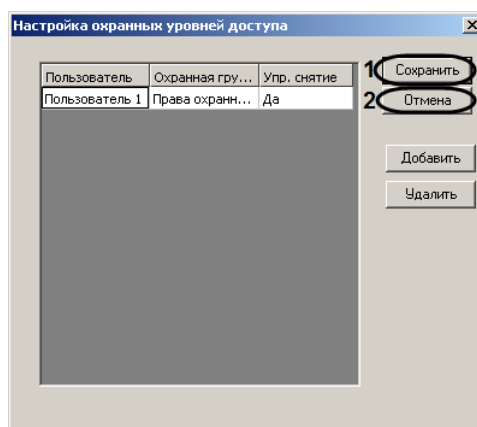 Настройка охранных уровней доступа
Пользователь Охранная гру... Упр. снятие
Пользователь 1 Права охранн... Да
1 Сохранить
2 Отмена
Добавить
Удалить